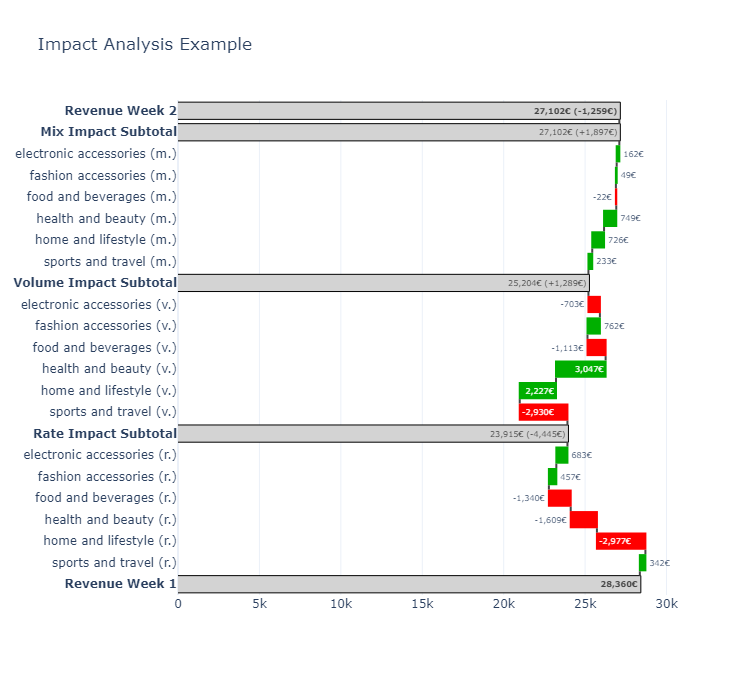 Impact Analysis Example
Revenue Week 2 27,102€ (-1,259€)
Mix Impact Subtotal 27,102€ (+1,897€)
electronic accessories (m.) 162€
fashion accessories (m.) 49€
food and beverages (m.) -22€
health and beauty (m.) 749€
home and lifestyle (m.) 726€
sports and travel (m.) 233€
Volume Impact Subtotal 25,204€ (+1,289€)
electronic accessories (v.) -703€
fashion accessories (v.) 762€
food and beverages (v.) -1,113€
health and beauty (v.) 3,047€
home and lifestyle (v.) 2,227€
sports and travel (v.) -2,930€
Rate Impact Subtotal 23,915€ (-4,445€)
electronic accessories (r.) 683€
fashion accessories (r.) 457€
food and beverages (r.) -1,340€
health and beauty (r.) -1,609€
home and lifestyle (r.) -2,977€
sports and travel (r.) 342€
Revenue Week 1 28,360€
0 5k 10k 15k 20k 25k 30k